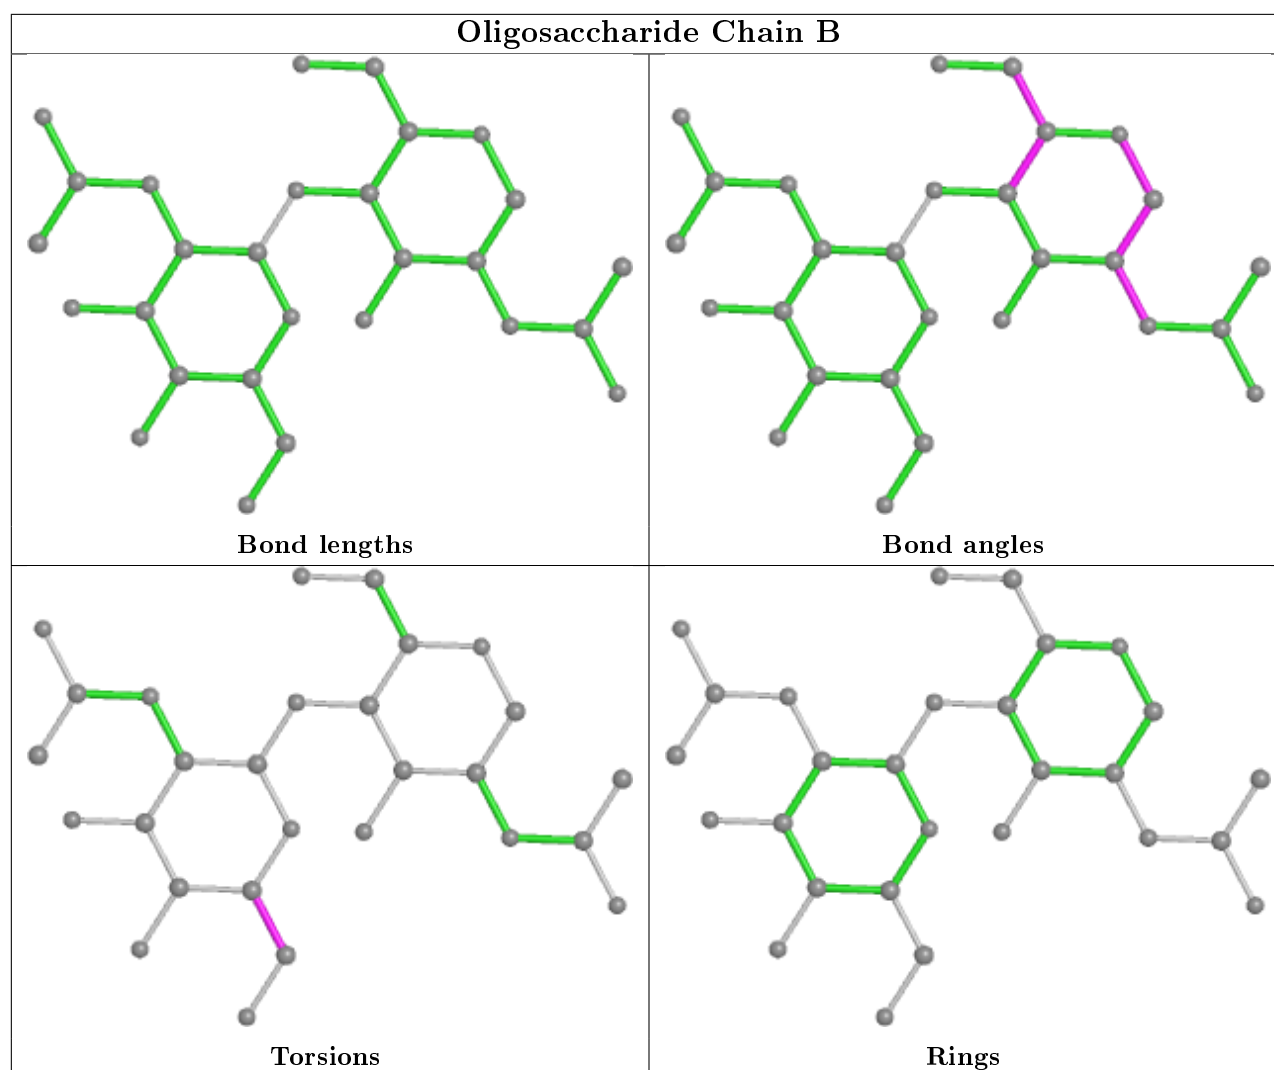 Oligosaccharide Chain B
Bond lengths
Bond angles
Torsions
Rings